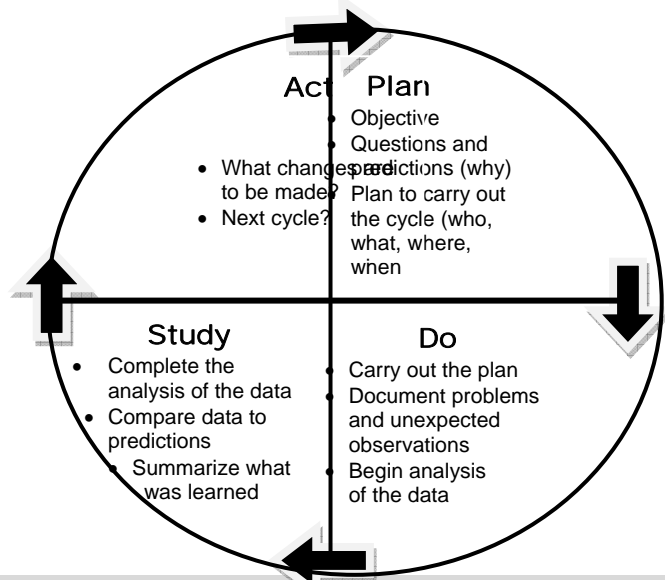 Act
• What changes are
to be made?
• Next cycle?
Plan
• Objective
• Questions and
predictions (why)
• Plan to carry out
the cycle (who,
what, where,
when
Study
• Complete the
analysis of the data
• Compare data to
predictions
• Summarize what
was learned
Do
• Carry out the plan
• Document problems
and unexpected
observations
• Begin analysis
of the data